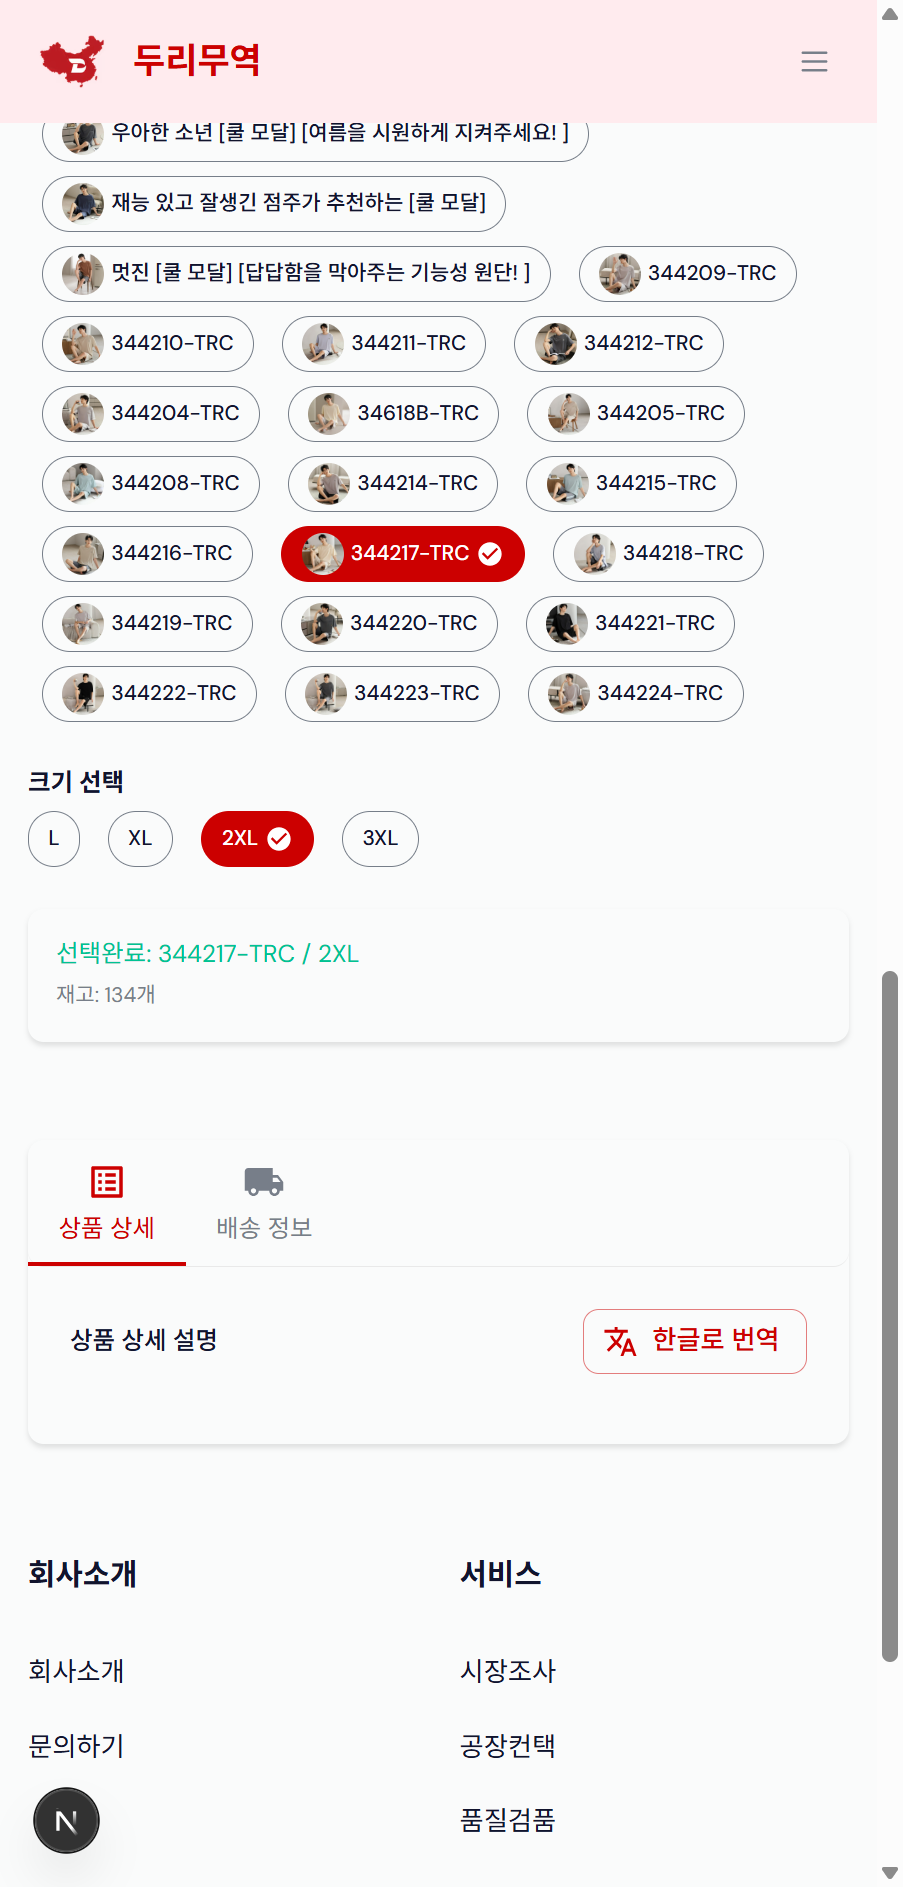 두리무역
우아한 소년 [쿨 모달] [여름을 시원하게 지켜주세요! ]
재능 있고 잘생긴 점주가 추천하는 [쿨 모달]
멋진 [쿨 모달] [답답함을 막아주는 기능성 원단! ] 344209-TRC
344210-TRC 344211-TRC 344212-TRC
344204-TRC 34618B-TRC 344205-TRC
344208-TRC 344214-TRC 344215-TRC
344216-TRC 344217-TRC 344218-TRC
344219-TRC 344220-TRC 344221-TRC
344222-TRC 344223-TRC 344224-TRC
크기 선택
L XL 2XL 3XL
선택완료: 344217-TRC / 2XL
재고: 134개
상품 상세 배송 정보
상품 상세 설명 한글로 번역
회사소개 서비스
회사소개 시장조사
문의하기 공장컨택
N 품질검품